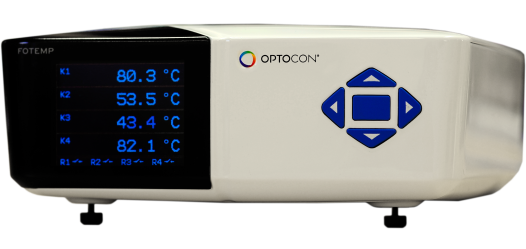 FOTEMP
OPTOCON
K1 80.3 °C
K2 53.5 °C
K3 43.4 °C
K4 82.1 °C
R1 R2 R3 R4